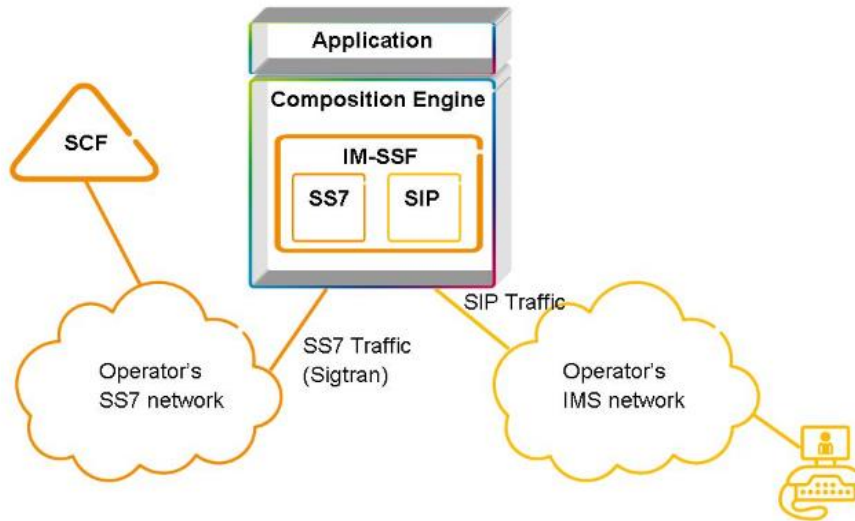 Application
Composition Engine
SCF
IM-SSF
SS7
SIP
SIP Traffic
SS7 Traffic
(Sigtran)
Operator's
SS7 network
Operator's
IMS network